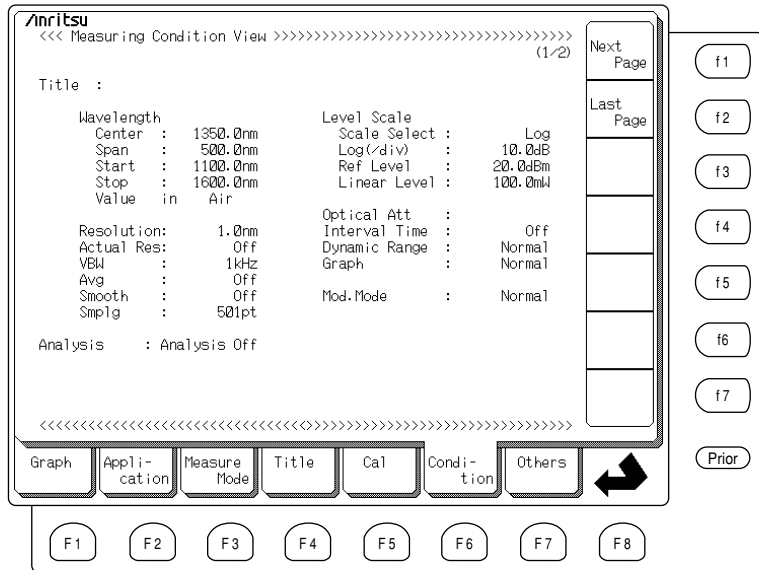 Anritsu
<<< Measuring Condition View >>>>>>>>>>>>>>>>>>>>>>>>>>>>>>>>>>>>>
(1/2)
Title :
Wavelength
Center : 1350.0nm
Span : 500.0nm
Start : 1100.0nm
Stop : 1600.0nm
Value in Air
Resolution: 1.0nm
Actual Res: Off
VBW : 1kHz
Avg : Off
Smooth : Off
Smplg : 501pt
Level Scale
Scale Select : Log
Log(/div) : 10.0dB
Ref Level : 20.0dBm
Linear Level : 100.0mW
Optical Att :
Interval Time : Off
Dynamic Range : Normal
Graph : Normal
Mod.Mode : Normal
Analysis : Analysis Off
<<<<<<<<<<<<<<<<<<<<<<<<<<<<<<<<<<>>>>>>>>>>>>>>>>>>>>>>>>>>>>>>>>>>
Next
Page
Last
Page
f1
f2
f3
f4
f5
f6
f7
Prior
Graph
Appli-
cation
Measure
Mode
Title
Cal
Condi-
tion
Others
F1
F2
F3
F4
F5
F6
F7
F8